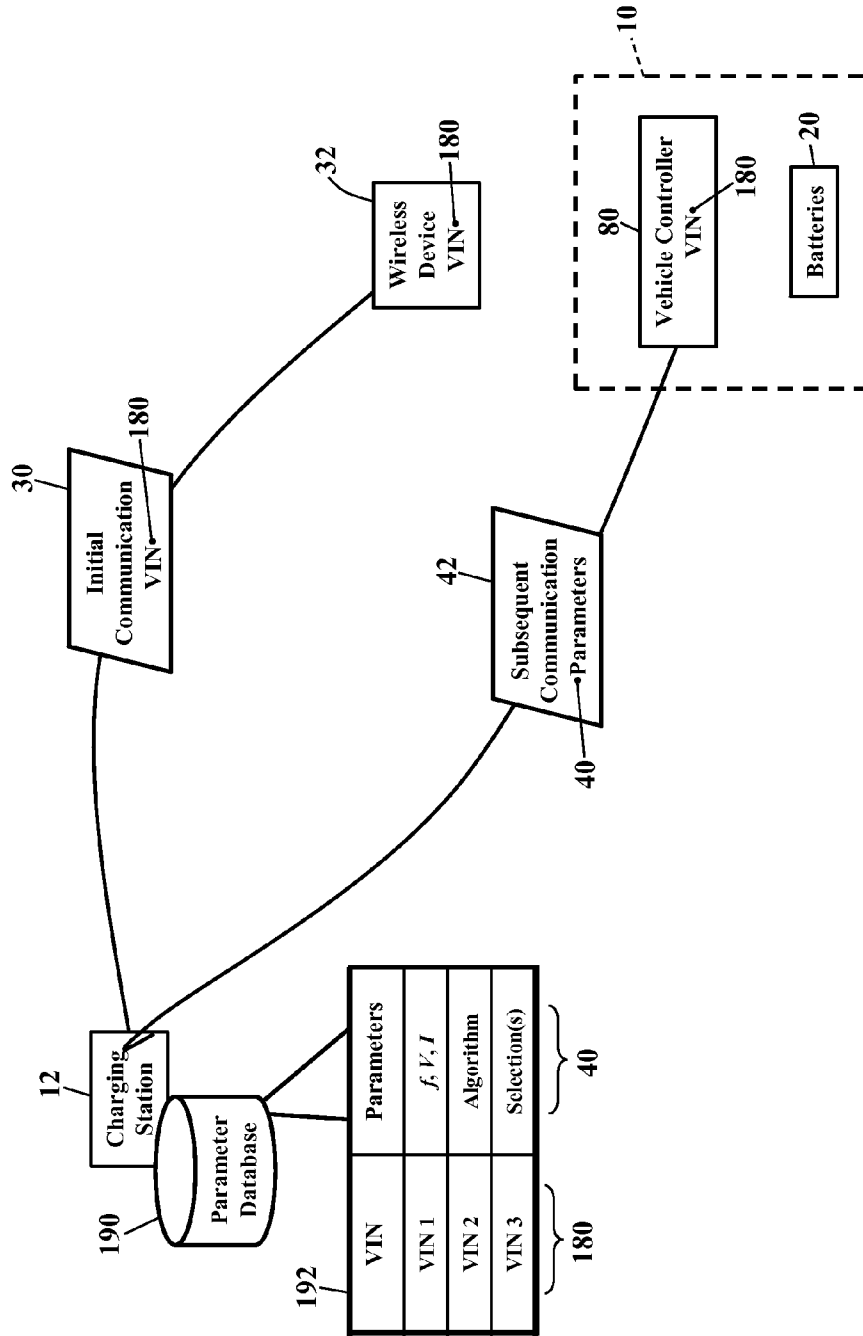 12
Charging
Station
190
Parameter
Database
192
VIN
Parameters
VIN 1
f, V, I
VIN 2
Algorithm
VIN 3
Selection(s)
180
40
30
Initial
Communication
VIN
180
32
Wireless
Device
VIN
180
42
Subsequent
Communication
Parameters
40
10
80
Vehicle Controller
VIN
180
20
Batteries